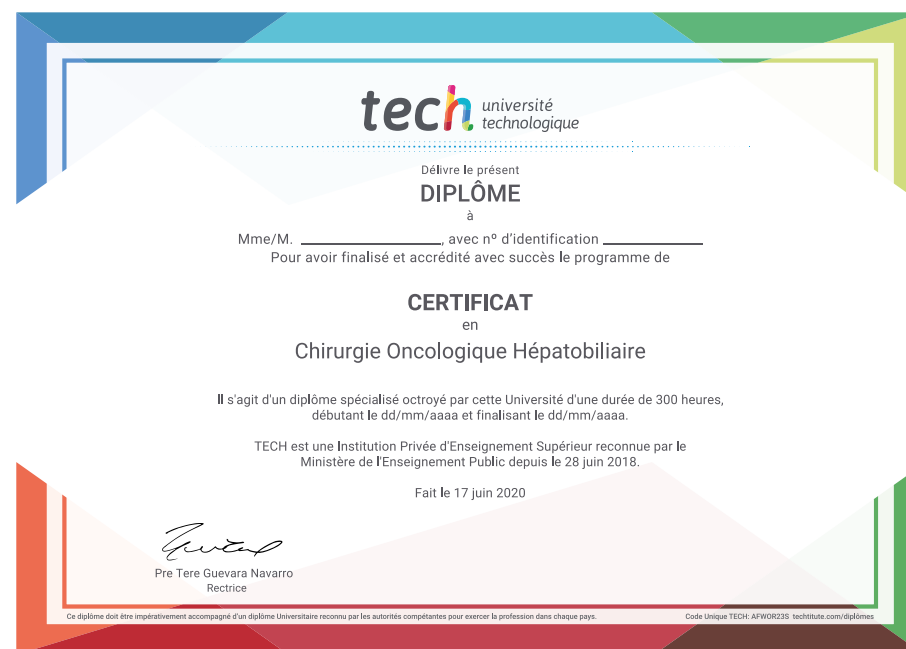 tech université
technologique
Délivre le présent
DIPLÔME
à
Mme/M. ____________________, avec nº d'identification ______________
Pour avoir finalisé et accrédité avec succès le programme de
CERTIFICAT
en
Chirurgie Oncologique Hépatobiliaire
Il s'agit d'un diplôme spécialisé octroyé par cette Université d'une durée de 300 heures,
débutant le dd/mm/aaaa et finalisant le dd/mm/aaaa.
TECH est une Institution Privée d'Enseignement Supérieur reconnue par le
Ministère de l'Enseignement Public depuis le 28 juin 2018.
Fait le 17 juin 2020
Pre Tere Guevara Navarro
Rectrice
Ce diplôme doit être impérativement accompagné d'un diplôme Universitaire reconnu par les autorités compétantes pour exercer la profession dans chaque pays.
Code Unique TECH: AFWOR23S techtitute.com/diplômes